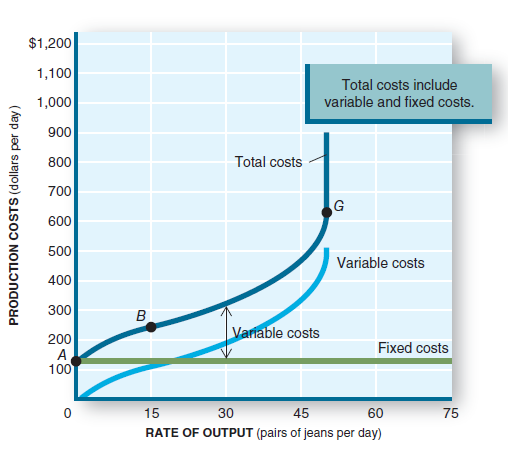 PRODUCTION COSTS (dollars per day)
$1,200
1,100
1,000
900
800
700
600
500
400
300
200
100
Total costs include
variable and fixed costs.
Total costs
G
Variable costs
B
Variable costs
Fixed costs
A
0
15
30
45
60
75
RATE OF OUTPUT (pairs of jeans per day)